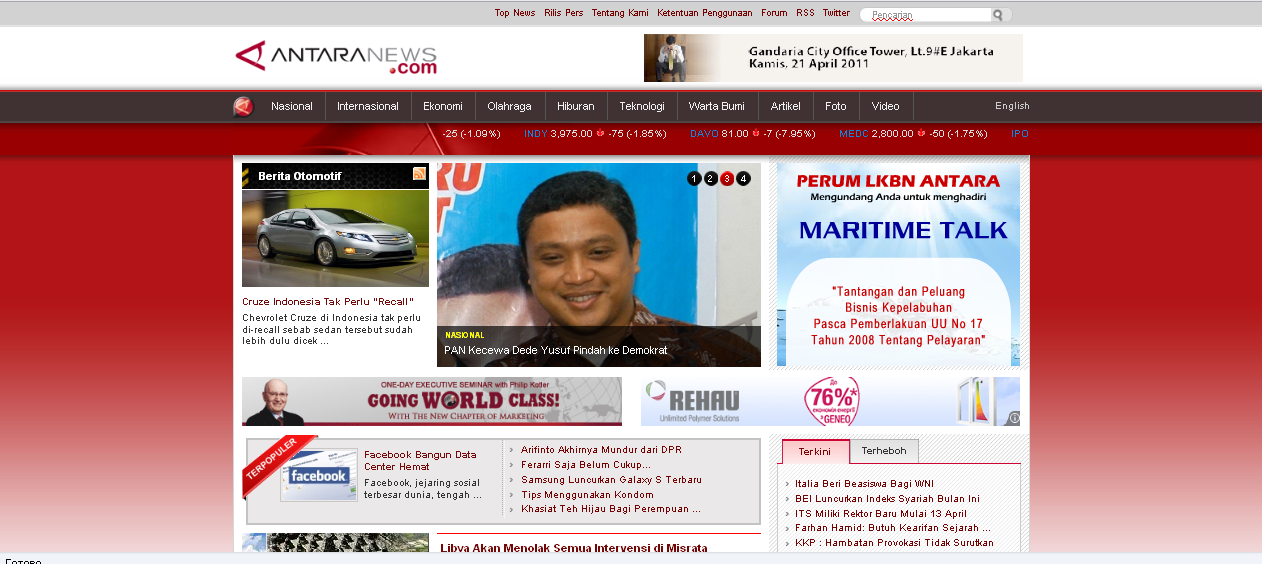 Top News Rilis Pers Tentang Kami Ketentuan Penggunaan Forum RSS Twitter Pencarian
ANTARANEWS
.com
Gandaria City Office Tower, Lt.9#E Jakarta
Kamis, 21 April 2011
Nasional Internasional Ekonomi Olahraga Hiburan Teknologi Warta Bumi Artikel Foto Video English
-25 (-1.09%) INDY 3,975.00 -75 (-1.85%) DAVO 81.00 -7 (-7.95%) MEDC 2,800.00 -50 (-1.75%) IPO
Berita Otomotif
Cruze Indonesia Tak Perlu "Recall"
Chevrolet Cruze di Indonesia tak perlu
di-recall sebab sedan tersebut sudah
lebih dulu dicek ...
1 2 3 4
NASIONAL
PAN Kecewa Dede Yusuf Pindah ke Demokrat
PERUM LKBN ANTARA
Mengundang Anda untuk menghadiri
MARITIME TALK
"Tantangan dan Peluang
Bisnis Kepelabuhan
Pasca Pemberlakuan UU No 17
Tahun 2008 Tentang Pelayaran"
ONE-DAY EXECUTIVE SEMINAR with Philip Kotler
GOING WORLD CLASS!
WITH THE NEW CHAPTER OF MARKETING
REHAU
Unlimited Polymer Solutions
до
76%*
GENEO
TERPOPULER
facebook
Facebook Bangun Data
Center Hemat
Facebook, jejaring sosial
terbesar dunia, tengah ...
Arifinto Akhirnya Mundur dari DPR
Ferarri Saja Belum Cukup...
Samsung Luncurkan Galaxy S Terbaru
Tips Menggunakan Kondom
Khasiat Teh Hijau Bagi Perempuan ...
Terkini Terheboh
Italia Beri Beasiswa Bagi WNI
BEI Luncurkan Indeks Syariah Bulan Ini
ITS Miliki Rektor Baru Mulai 13 April
Farhan Hamid: Butuh Kearifan Sejarah ...
KKP : Hambatan Provokasi Tidak Surutkan
Libya Akan Menolak Semua Intervensi di Misrata
Готово